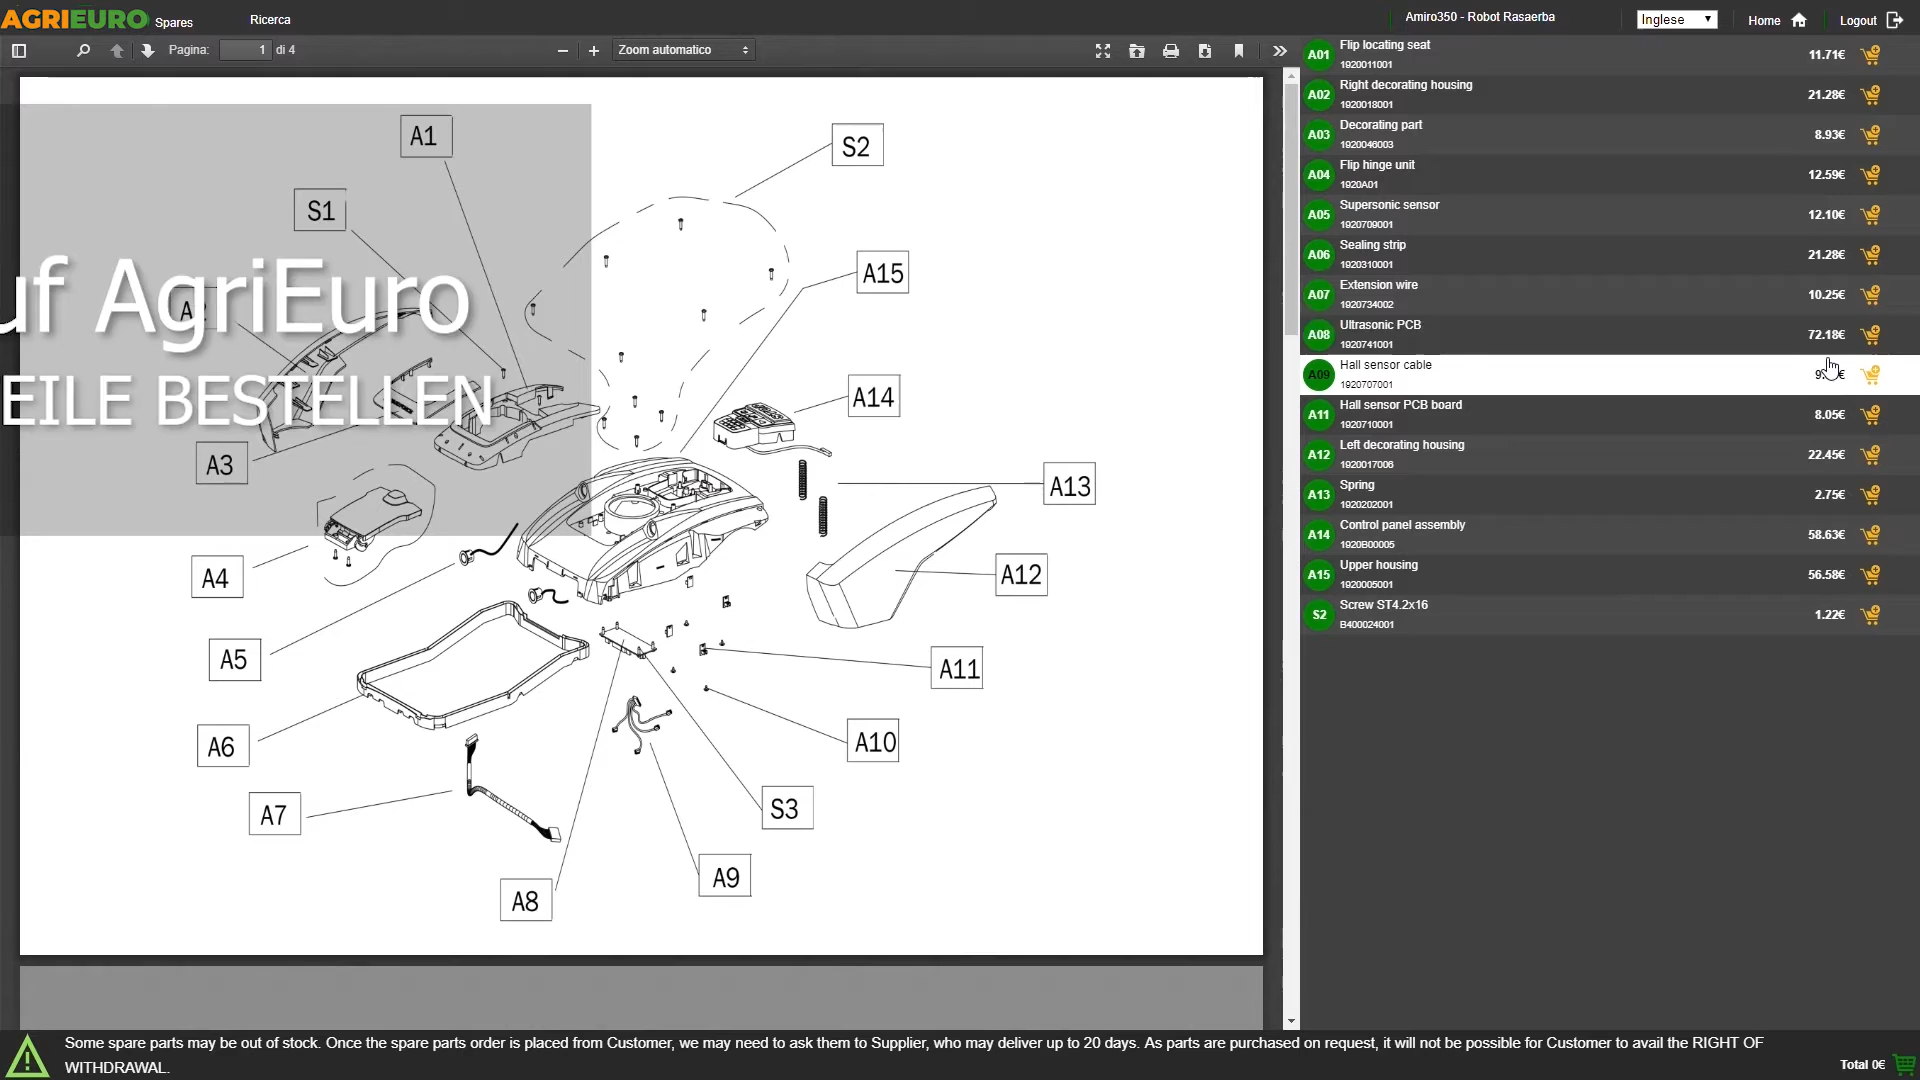 AGRIEURO Spares
Ricerca
Amiro350 - Robot Rasaerba
Inglese
Home
Logout
Pagina: 1 di 4
Zoom automatico
A1
S2
S1
A15
uf AgriEuro
EILE BESTELLEN
A14
A3
A13
A4
A12
A5
A11
A6
A10
A7
S3
A9
A8
A01 Flip locating seat 11.71€
1920011001
A02 Right decorating housing 21.28€
1920018001
A03 Decorating part 8.93€
1920046003
A04 Flip hinge unit 12.59€
1920A01
A05 Supersonic sensor 12.10€
1920709001
A06 Sealing strip 21.28€
1920310001
A07 Extension wire 10.25€
1920734002
A08 Ultrasonic PCB 72.18€
1920741001
A09 Hall sensor cable
1920707001
A11 Hall sensor PCB board 8.05€
1920710001
A12 Left decorating housing 22.45€
1920017006
A13 Spring 2.75€
1920202001
A14 Control panel assembly 58.63€
1920B00005
A15 Upper housing 56.58€
1920005001
S2 Screw ST4.2x16 1.22€
B400024001
Some spare parts may be out of stock. Once the spare parts order is placed from Customer, we may need to ask them to Supplier, who may deliver up to 20 days. As parts are purchased on request, it will not be possible for Customer to avail the RIGHT OF
WITHDRAWAL.
Total 0€